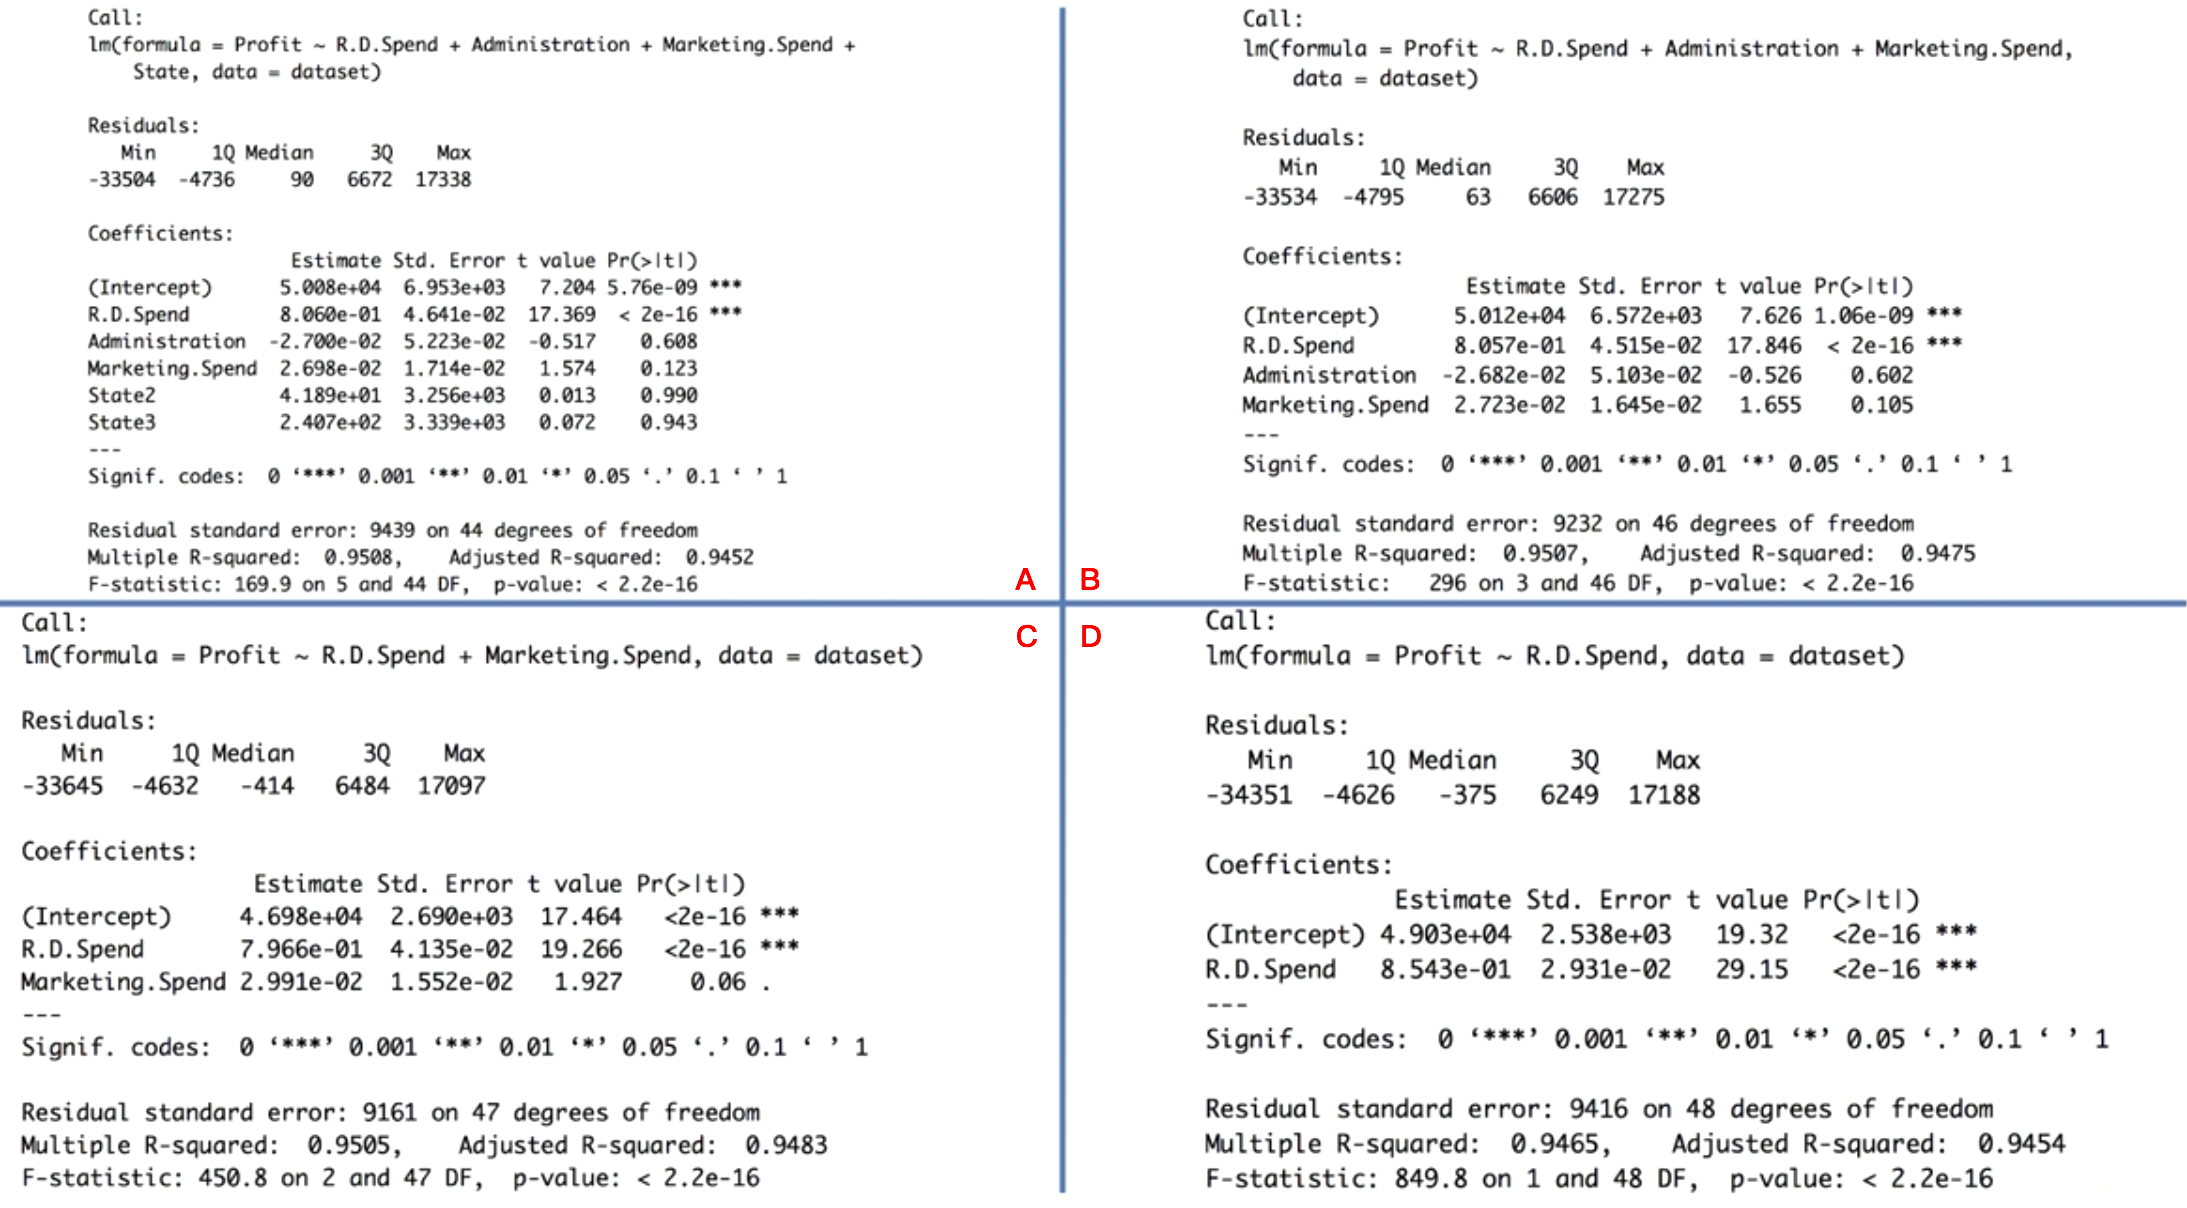 Call:
lm(formula = Profit ~ R.D.Spend + Administration + Marketing.Spend +
    State, data = dataset)
Residuals:
   Min     1Q Median     3Q    Max
-33504  -4736     90   6672  17338
Coefficients:
                  Estimate Std. Error t value Pr(>|t|)
(Intercept)      5.008e+04  6.953e+03   7.204 5.76e-09 ***
R.D.Spend        8.060e-01  4.641e-02  17.369  < 2e-16 ***
Administration  -2.700e-02  5.223e-02  -0.517    0.608
Marketing.Spend  2.698e-02  1.714e-02   1.574    0.123
State2           4.189e+01  3.256e+03   0.013    0.990
State3           2.407e+02  3.339e+03   0.072    0.943
---
Signif. codes:  0 ‘***’ 0.001 ‘**’ 0.01 ‘*’ 0.05 ‘.’ 0.1 ‘ ’ 1
Residual standard error: 9439 on 44 degrees of freedom
Multiple R-squared:  0.9508,    Adjusted R-squared:  0.9452
F-statistic: 169.9 on 5 and 44 DF,  p-value: < 2.2e-16
A
Call:
lm(formula = Profit ~ R.D.Spend + Administration + Marketing.Spend,
    data = dataset)
Residuals:
   Min     1Q Median     3Q    Max
-33534  -4795     63   6606  17275
Coefficients:
                  Estimate Std. Error t value Pr(>|t|)
(Intercept)      5.012e+04  6.572e+03   7.626 1.06e-09 ***
R.D.Spend        8.057e-01  4.515e-02  17.846  < 2e-16 ***
Administration  -2.682e-02  5.103e-02  -0.526    0.602
Marketing.Spend  2.723e-02  1.645e-02   1.655    0.105
---
Signif. codes:  0 ‘***’ 0.001 ‘**’ 0.01 ‘*’ 0.05 ‘.’ 0.1 ‘ ’ 1
Residual standard error: 9232 on 46 degrees of freedom
Multiple R-squared:  0.9507,    Adjusted R-squared:  0.9475
F-statistic:   296 on 3 and 46 DF,  p-value: < 2.2e-16
B
C
Call:
lm(formula = Profit ~ R.D.Spend + Marketing.Spend, data = dataset)
Residuals:
   Min     1Q Median     3Q    Max
-33645  -4632   -414   6484  17097
Coefficients:
                 Estimate Std. Error t value Pr(>|t|)
(Intercept)     4.698e+04  2.690e+03  17.464   <2e-16 ***
R.D.Spend       7.966e-01  4.135e-02  19.266   <2e-16 ***
Marketing.Spend 2.991e-02  1.552e-02   1.927     0.06 .
---
Signif. codes:  0 ‘***’ 0.001 ‘**’ 0.01 ‘*’ 0.05 ‘.’ 0.1 ‘ ’ 1
Residual standard error: 9161 on 47 degrees of freedom
Multiple R-squared:  0.9505,    Adjusted R-squared:  0.9483
F-statistic: 450.8 on 2 and 47 DF,  p-value: < 2.2e-16
D
Call:
lm(formula = Profit ~ R.D.Spend, data = dataset)
Residuals:
   Min     1Q Median     3Q    Max
-34351  -4626   -375   6249  17188
Coefficients:
             Estimate Std. Error t value Pr(>|t|)
(Intercept) 4.903e+04  2.538e+03   19.32   <2e-16 ***
R.D.Spend   8.543e-01  2.931e-02   29.15   <2e-16 ***
---
Signif. codes:  0 ‘***’ 0.001 ‘**’ 0.01 ‘*’ 0.05 ‘.’ 0.1 ‘ ’ 1
Residual standard error: 9416 on 48 degrees of freedom
Multiple R-squared:  0.9465,    Adjusted R-squared:  0.9454
F-statistic: 849.8 on 1 and 48 DF,  p-value: < 2.2e-16